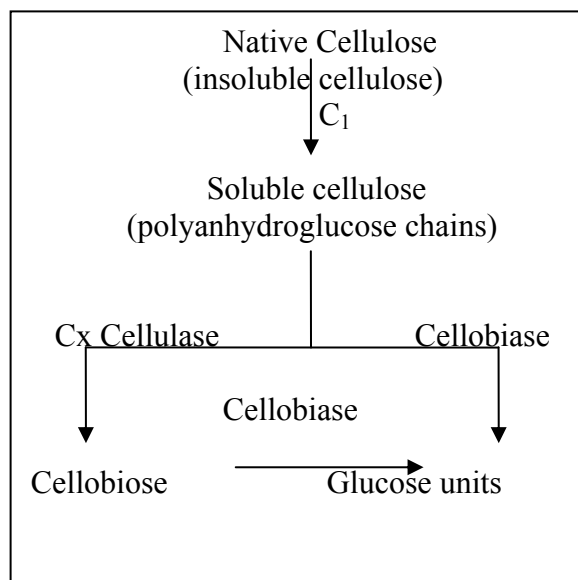 Native Cellulose
(insoluble cellulose)
C₁
Soluble cellulose
(polyanhydroglucose chains)
Cx Cellulase Cellobiase
Cellobiase
Cellobiose Glucose units